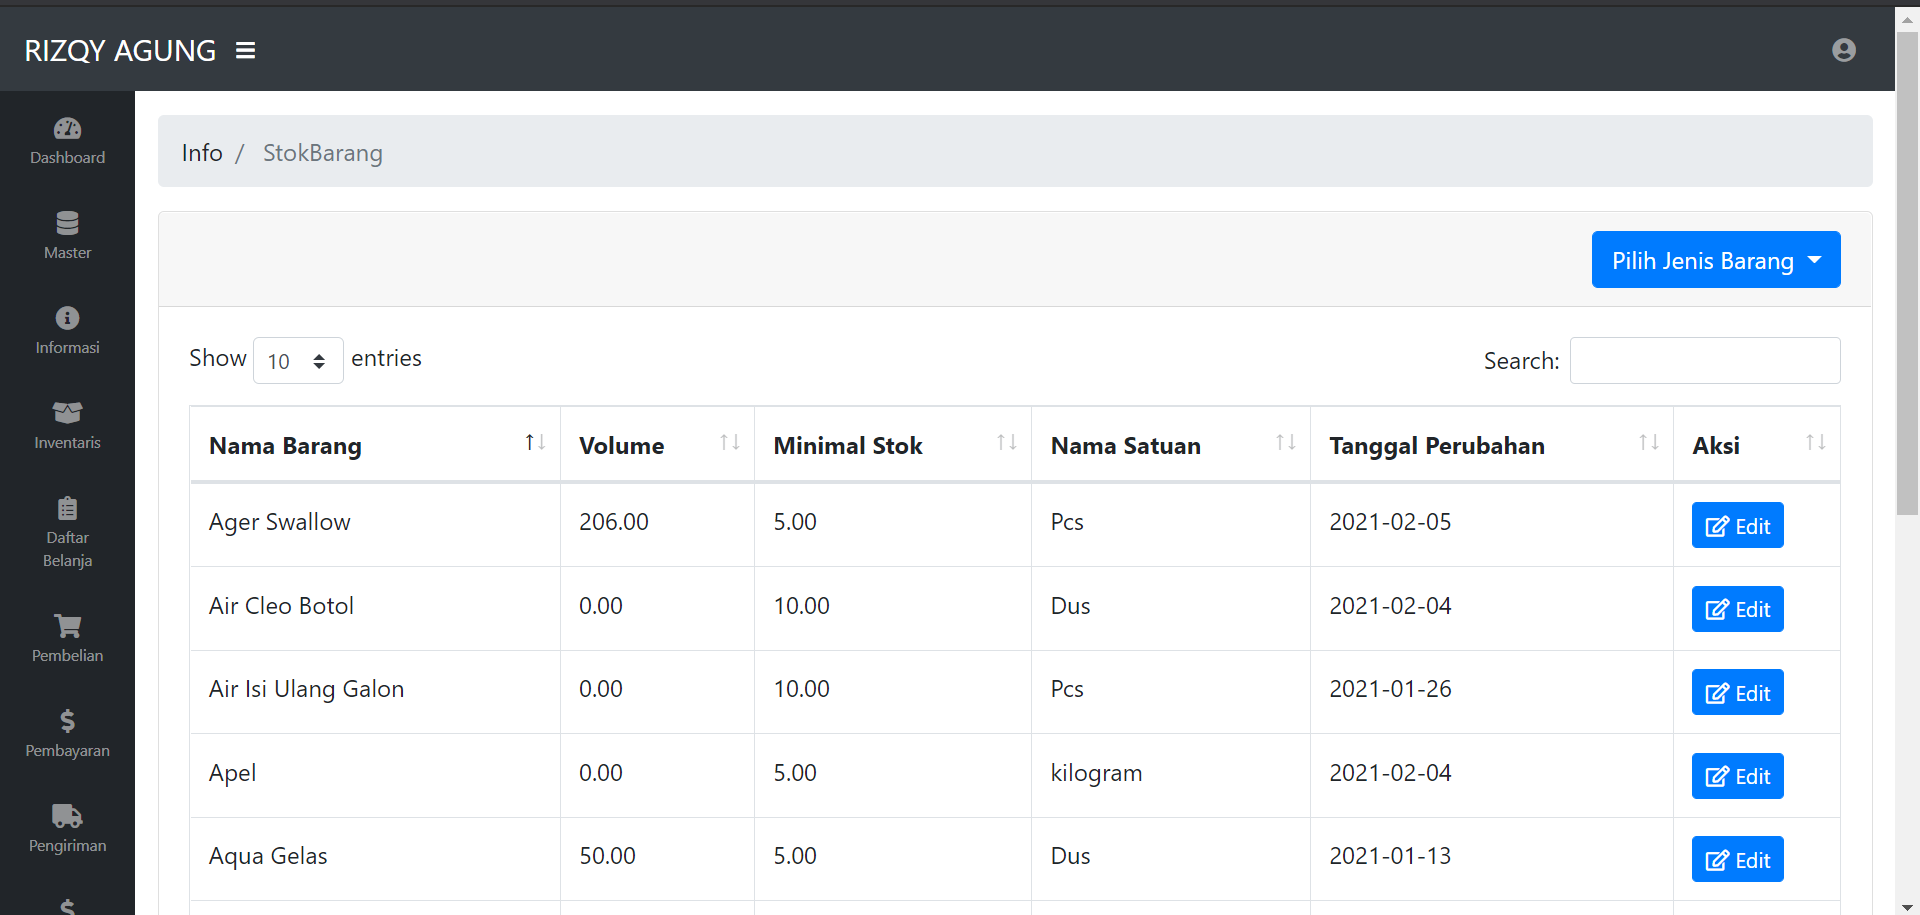 RIZQY AGUNG
Dashboard
Master
Informasi
Inventaris
Daftar
Belanja
Pembelian
Pembayaran
Pengiriman
Info / StokBarang
Pilih Jenis Barang
Show 10 entries
Search:
Nama Barang Volume Minimal Stok Nama Satuan Tanggal Perubahan Aksi
Ager Swallow 206.00 5.00 Pcs 2021-02-05 Edit
Air Cleo Botol 0.00 10.00 Dus 2021-02-04 Edit
Air Isi Ulang Galon 0.00 10.00 Pcs 2021-01-26 Edit
Apel 0.00 5.00 kilogram 2021-02-04 Edit
Aqua Gelas 50.00 5.00 Dus 2021-01-13 Edit